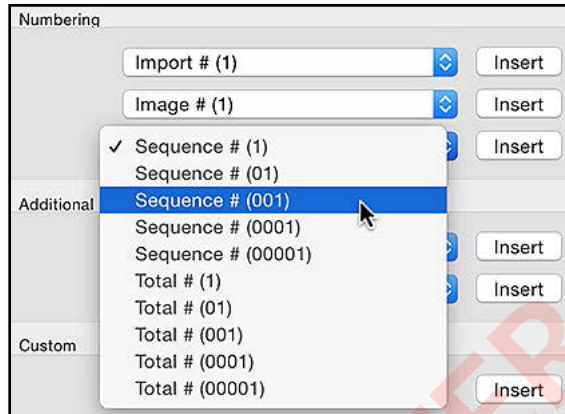 Numbering
Import # (1) Insert
Image # (1) Insert
✓ Sequence # (1) Insert
Sequence # (01)
Additional Sequence # (001)
Sequence # (0001)
Sequence # (00001) Insert
Total # (1) Insert
Total # (01)
Total # (001)
Custom Total # (0001)
Total # (00001) Insert